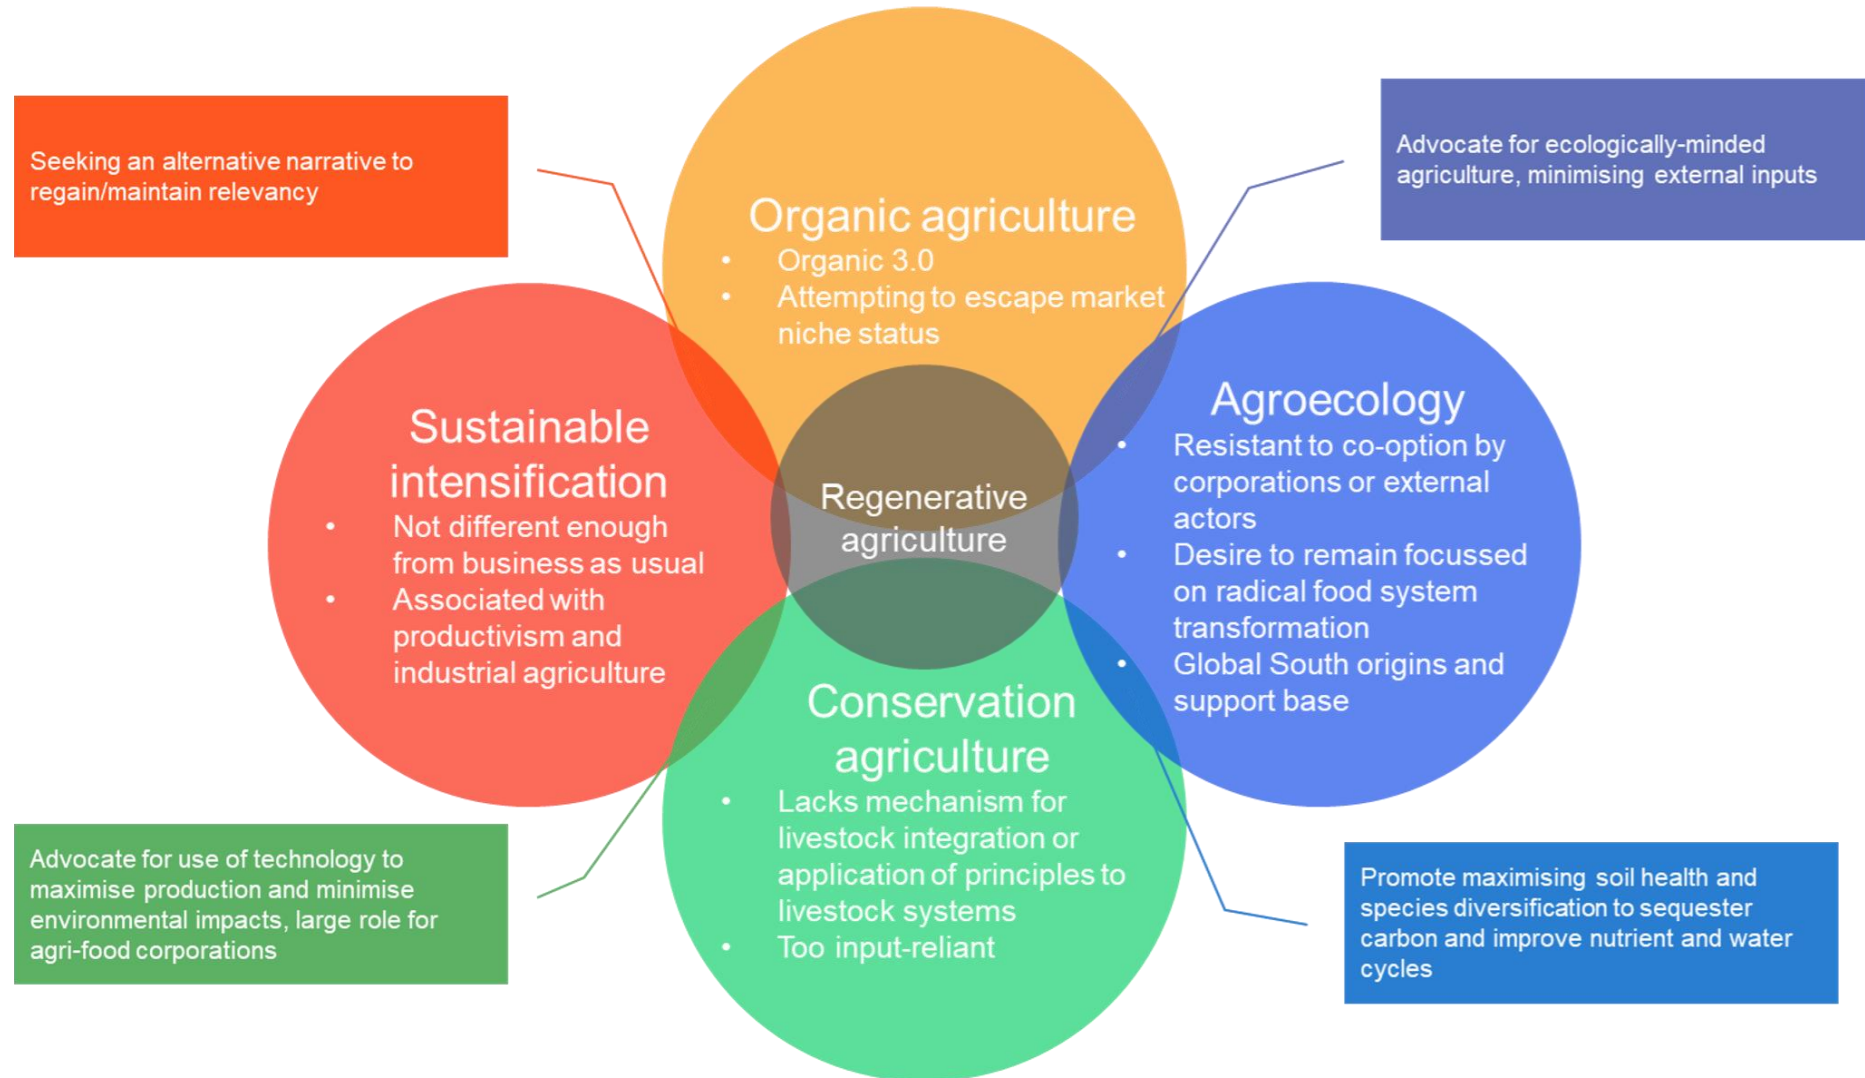 Seeking an alternative narrative to
regain/maintain relevancy
Advocate for ecologically-minded
agriculture, minimising external inputs
Organic agriculture
• Organic 3.0
• Attempting to escape market
niche status
Sustainable
intensification
• Not different enough
from business as usual
• Associated with
productivism and
industrial agriculture
Regenerative
agriculture
Agroecology
• Resistant to co-option by
corporations or external
actors
• Desire to remain focussed
on radical food system
transformation
• Global South origins and
support base
Conservation
agriculture
• Lacks mechanism for
livestock integration or
application of principles to
livestock systems
• Too input-reliant
Advocate for use of technology to
maximise production and minimise
environmental impacts, large role for
agri-food corporations
Promote maximising soil health and
species diversification to sequester
carbon and improve nutrient and water
cycles